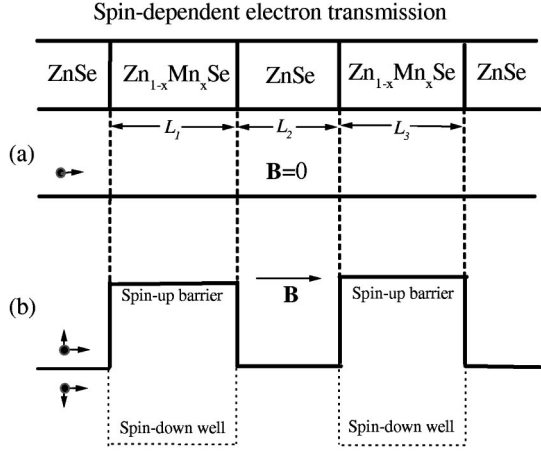 Spin-dependent electron transmission
ZnSe Zn1-xMnxSe ZnSe Zn1-xMnxSe ZnSe
L1 L2 L3
(a)
B=0
Spin-up barrier B Spin-up barrier
(b)
Spin-down well Spin-down well